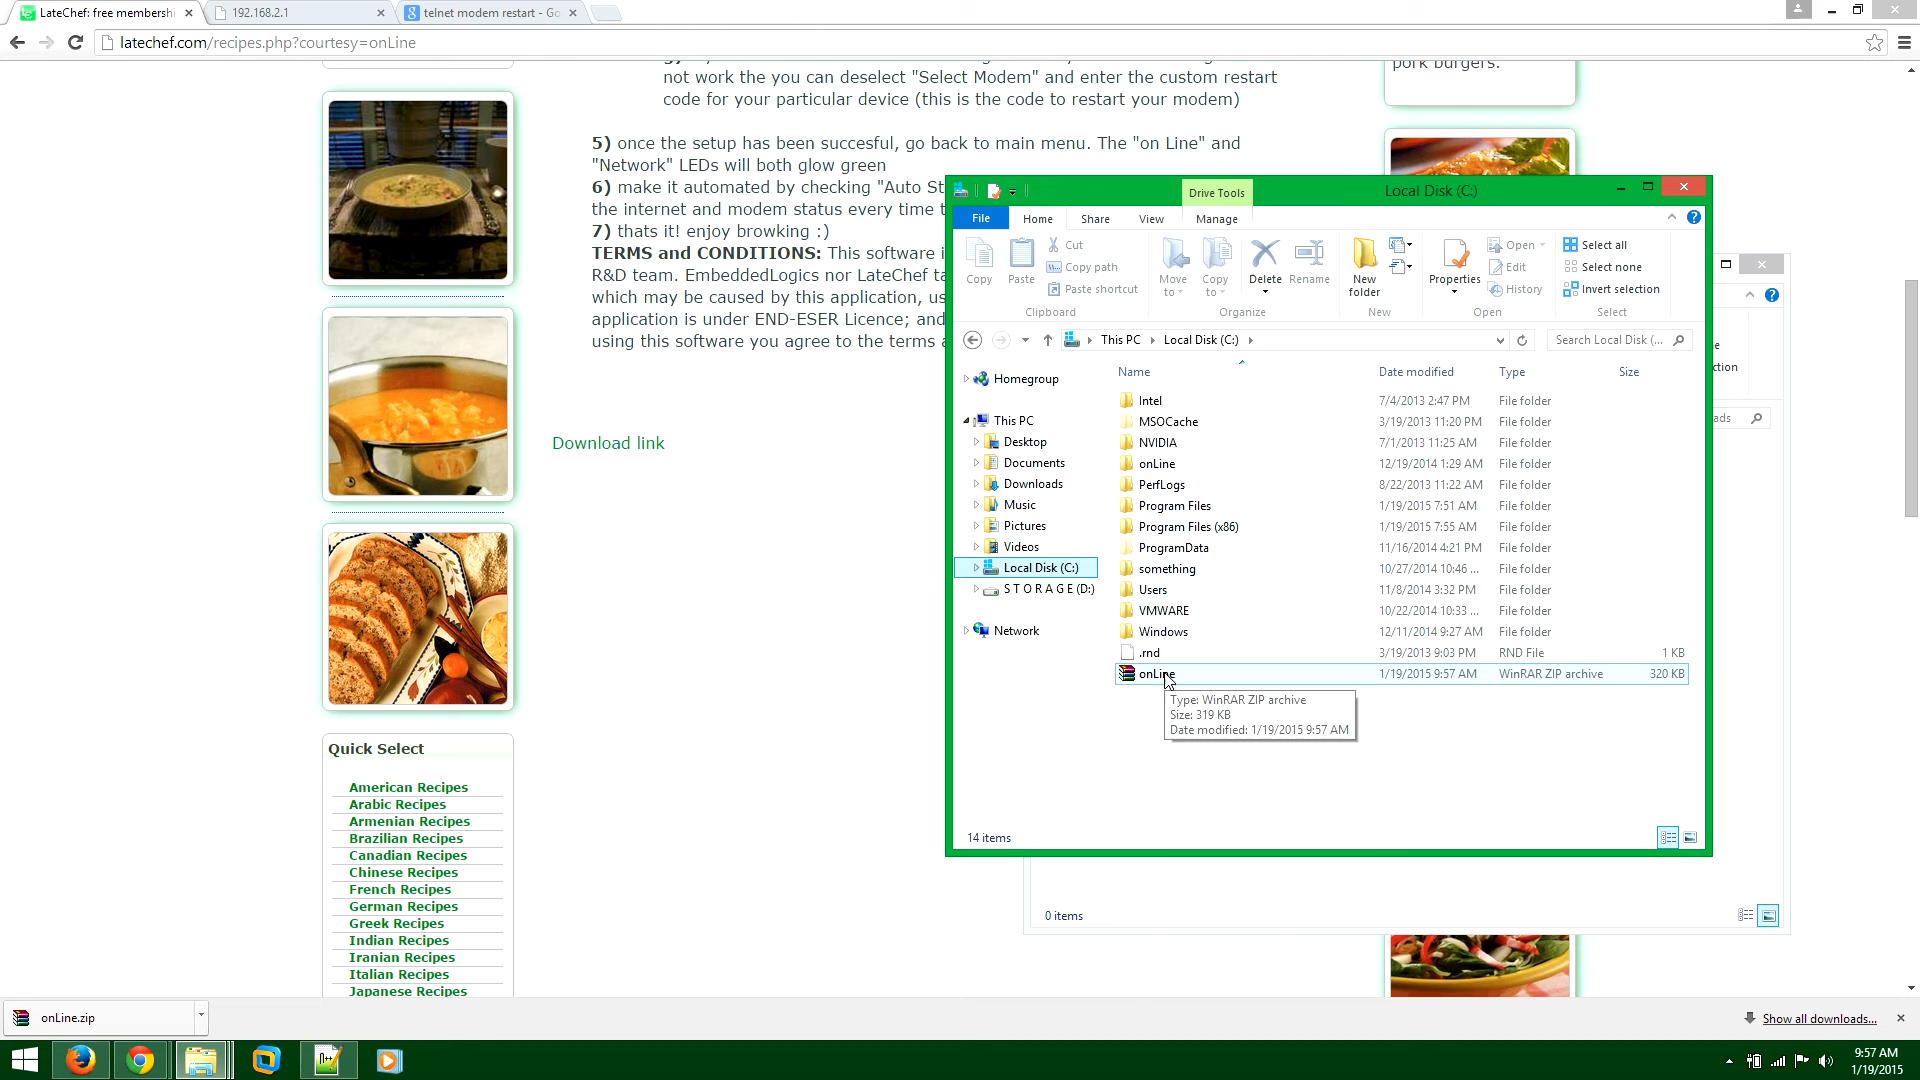 LateChef: free membershi
192.168.2.1
telnet modem restart - Go
latechef.com/recipes.php?courtesy=onLine
not work the you can deselect "Select Modem" and enter the custom restart
code for your particular device (this is the code to restart your modem)
5) once the setup has been succesful, go back to main menu. The "on Line" and
"Network" LEDs will both glow green
6) make it automated by checking "Auto St
the internet and modem status every time t
7) thats it! enjoy browking :)
TERMS and CONDITIONS: This software i
R&D team. EmbeddedLogics nor LateChef ta
which may be caused by this application, us
application is under END-ESER Licence; and
using this software you agree to the terms a
Download link
pork burgers.
Quick Select
American Recipes
Arabic Recipes
Armenian Recipes
Brazilian Recipes
Canadian Recipes
Chinese Recipes
French Recipes
German Recipes
Greek Recipes
Indian Recipes
Iranian Recipes
Italian Recipes
Japanese Recipes
Drive Tools
Local Disk (C:)
File
Home
Share
View
Manage
Copy
Paste
Cut
Copy path
Paste shortcut
Clipboard
Move to
Copy to
Delete
Rename
Organize
New folder
New
Properties
Open
Edit
History
Open
Select all
Select none
Invert selection
Select
This PC
Local Disk (C:)
Search Local Disk (...
Homegroup
This PC
Desktop
Documents
Downloads
Music
Pictures
Videos
Local Disk (C:)
S T O R A G E (D:)
Network
Name Date modified Type Size
Intel 7/4/2013 2:47 PM File folder
MSOCache 3/19/2013 11:20 PM File folder
NVIDIA 7/1/2013 11:25 AM File folder
onLine 12/19/2014 1:29 AM File folder
PerfLogs 8/22/2013 11:22 AM File folder
Program Files 1/19/2015 7:51 AM File folder
Program Files (x86) 1/19/2015 7:55 AM File folder
ProgramData 11/16/2014 4:21 PM File folder
something 10/27/2014 10:46 ... File folder
Users 11/8/2014 3:32 PM File folder
VMWARE 10/22/2014 10:33 ... File folder
Windows 12/11/2014 9:27 AM File folder
.rnd 3/19/2013 9:03 PM RND File 1 KB
onLine 1/19/2015 9:57 AM WinRAR ZIP archive 320 KB
Type: WinRAR ZIP archive
Size: 319 KB
Date modified: 1/19/2015 9:57 AM
14 items
ne
ction
ads
0 items
onLine.zip
Show all downloads...
9:57 AM
1/19/2015